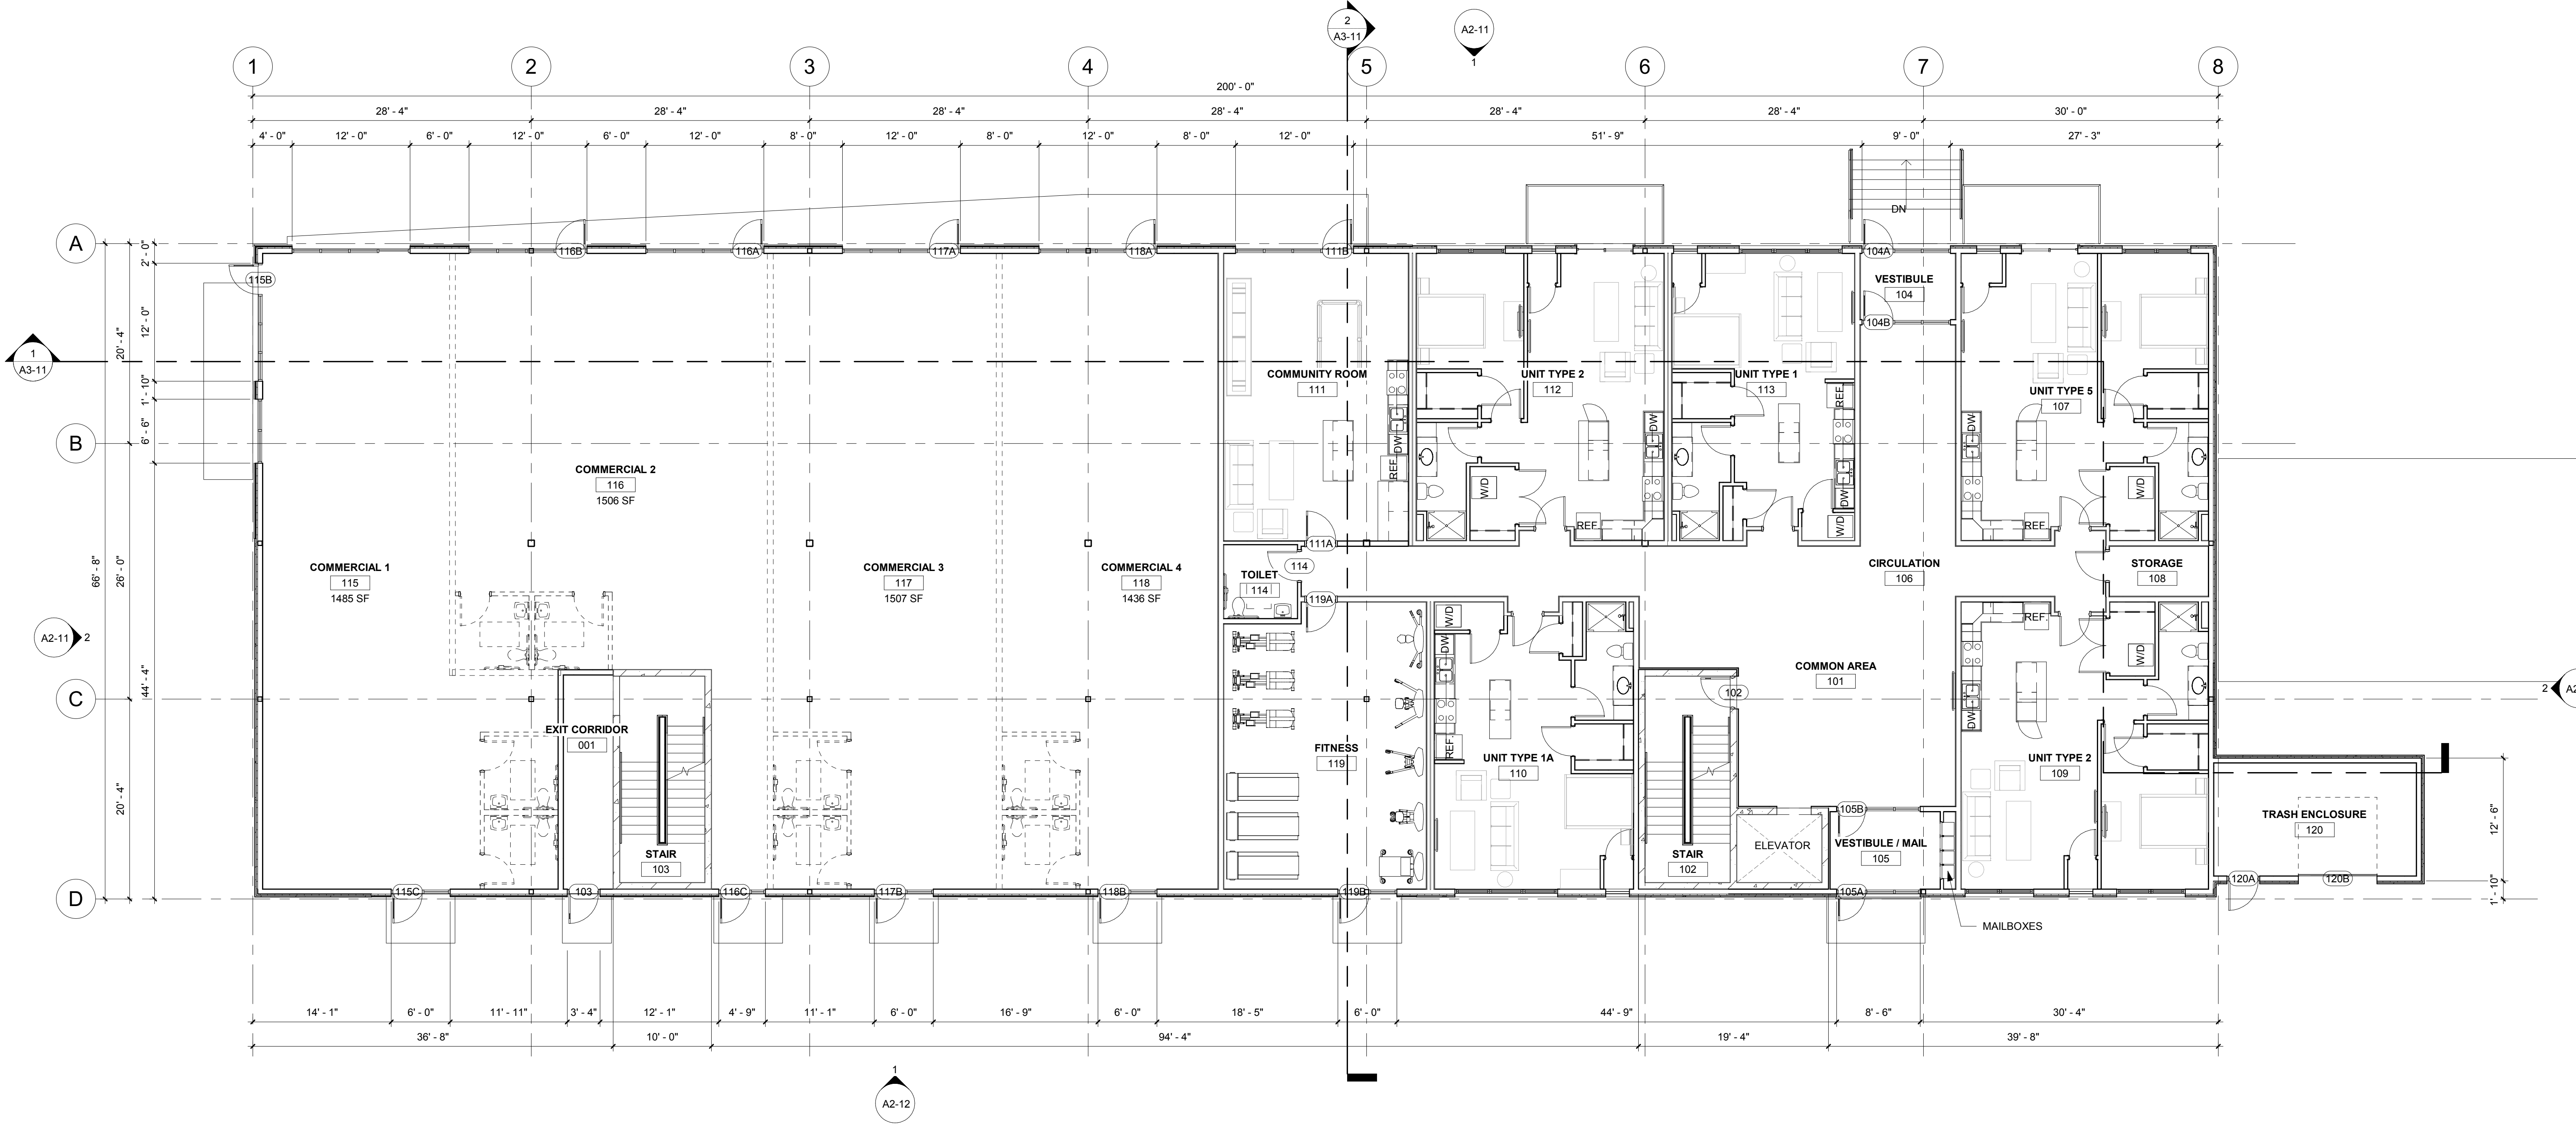 2
A3-11
A2-11
1
1
2
3
4
5
6
7
8
200' - 0"
28' - 4"
28' - 4"
28' - 4"
28' - 4"
28' - 4"
28' - 4"
30' - 0"
4' - 0"
12' - 0"
6' - 0"
12' - 0"
6' - 0"
12' - 0"
8' - 0"
12' - 0"
8' - 0"
12' - 0"
8' - 0"
12' - 0"
51' - 9"
9' - 0"
27' - 3"
DN
A
B
C
D
66' - 8"
20' - 4"
26' - 0"
20' - 4"
2' - 0"
12' - 0"
1' - 10"
6' - 6"
44' - 4"
1
A3-11
A2-11
2
115B
116B
116A
117A
118A
111B
104A
VESTIBULE
104
104B
COMMUNITY ROOM
111
UNIT TYPE 2
112
UNIT TYPE 1
113
UNIT TYPE 5
107
REF.
DW
REF.
DW
W/D
REF.
REF.
DW
W/D
DW
W/D
REF.
COMMERCIAL 2
116
1506 SF
COMMERCIAL 1
115
1485 SF
COMMERCIAL 3
117
1507 SF
COMMERCIAL 4
118
1436 SF
111A
114
TOILET
114
119A
CIRCULATION
106
STORAGE
108
W/D
DW
REF.
REF.
W/D
DW
COMMON AREA
101
102
EXIT CORRIDOR
001
FITNESS
119
UNIT TYPE 1A
110
UNIT TYPE 2
109
STAIR
103
STAIR
102
ELEVATOR
105B
VESTIBULE / MAIL
105
TRASH ENCLOSURE
120
2
12' - 6"
1' - 10"
115C
103
116C
117B
118B
119B
105A
120A
120B
MAILBOXES
14' - 1"
6' - 0"
11' - 11"
3' - 4"
12' - 1"
4' - 9"
11' - 1"
6' - 0"
16' - 9"
6' - 0"
18' - 5"
6' - 0"
44' - 9"
8' - 6"
30' - 4"
36' - 8"
10' - 0"
94' - 4"
19' - 4"
39' - 8"
1
A2-12